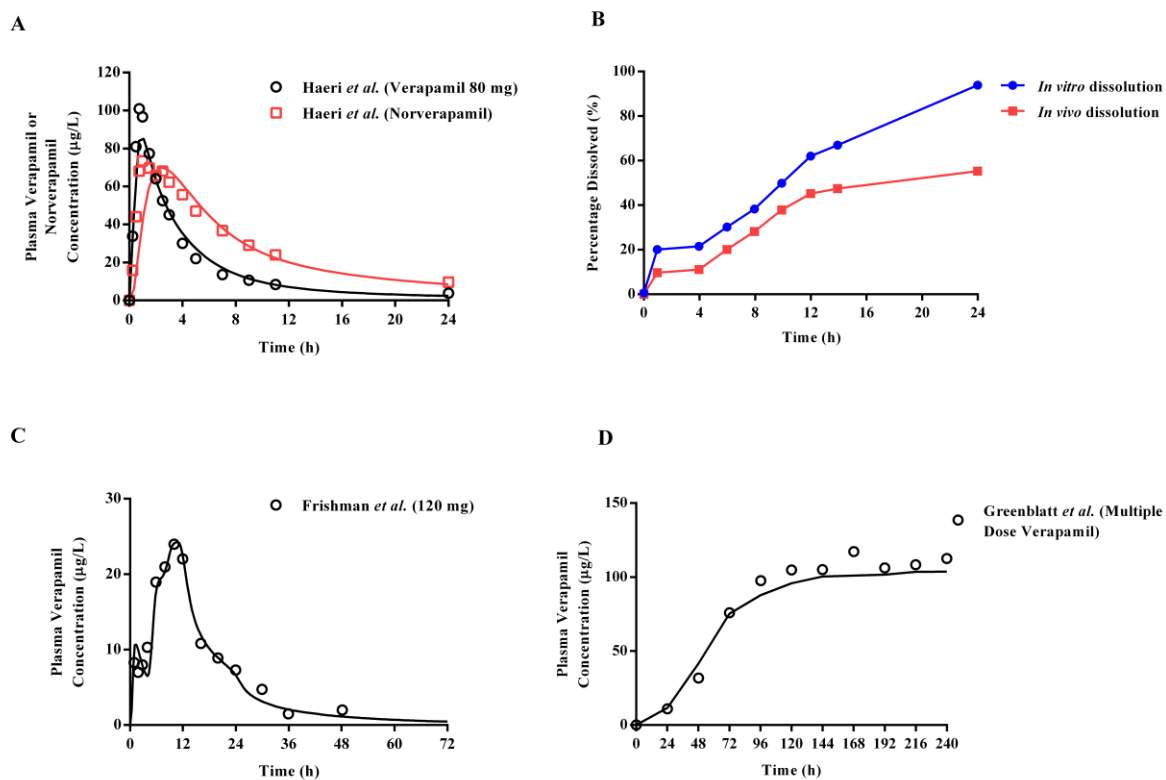 A
Plasma Verapamil or
Norverapamil
Concentration (µg/L)
120
100
80
60
40
20
0
0 4 8 12 16 20 24
Time (h)
Haeri et al. (Verapamil 80 mg)
Haeri et al. (Norverapamil)
B
Percentage Dissolved (%)
100
80
60
40
20
0
0 4 8 12 16 20 24
Time (h)
In vitro dissolution
In vivo dissolution
C
Plasma Verapamil
Concentration (µg/L)
30
20
10
0
0 12 24 36 48 60 72
Time (h)
Frishman et al. (120 mg)
D
Plasma Verapamil
Concentration (µg/L)
150
100
50
0
0 24 48 72 96 120 144 168 192 216 240
Time (h)
Greenblatt et al. (Multiple
Dose Verapamil)